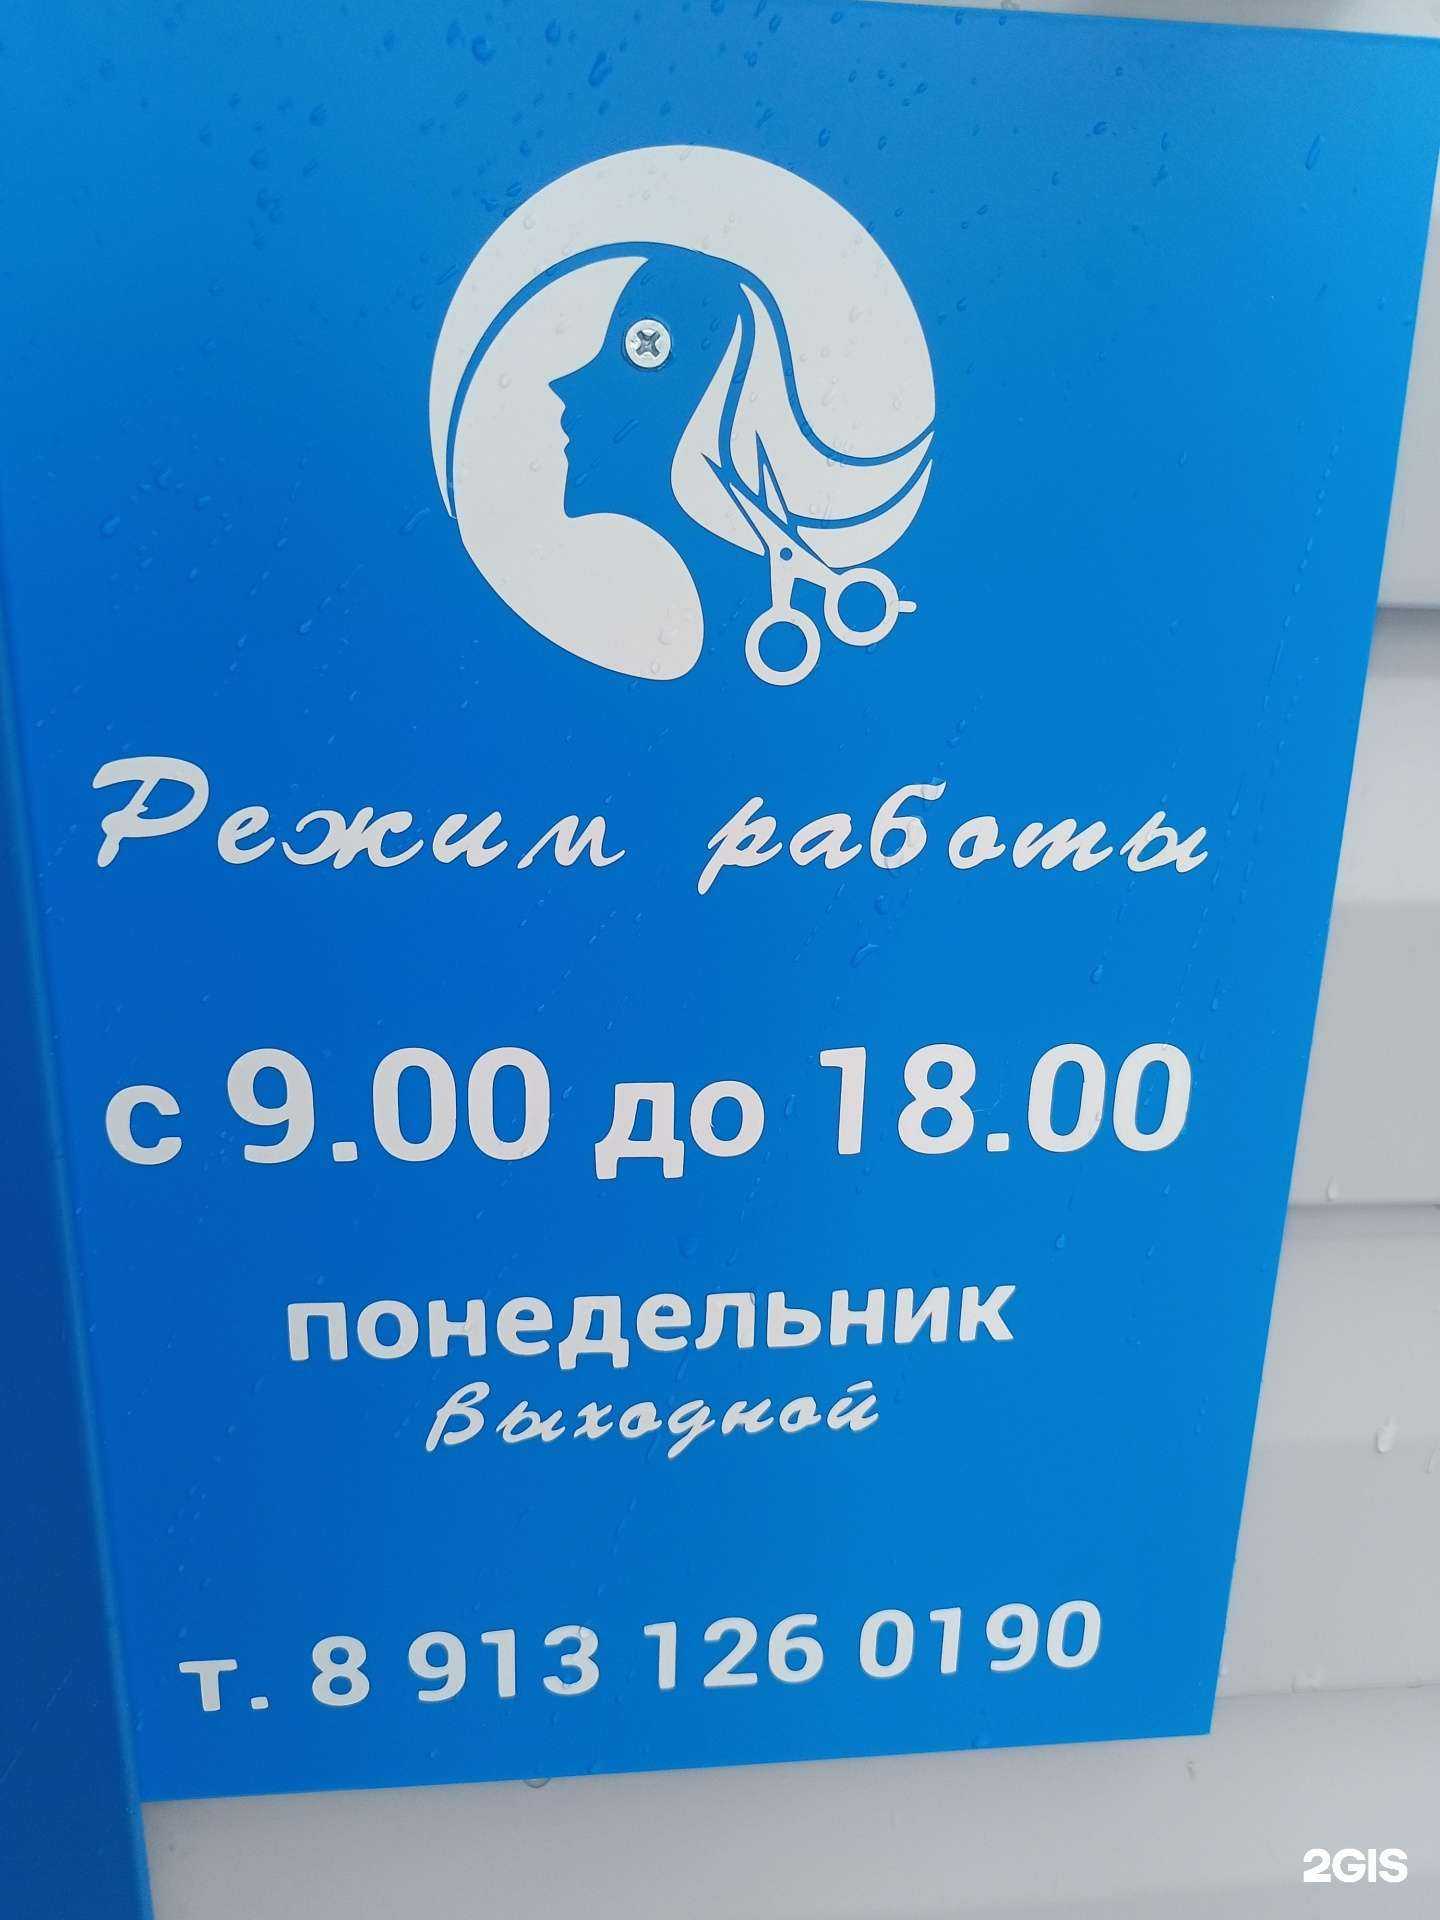 Режим работы
с 9.00 до 18.00
понедельник
Выходной
т. 8 913 126 0190
2GIS